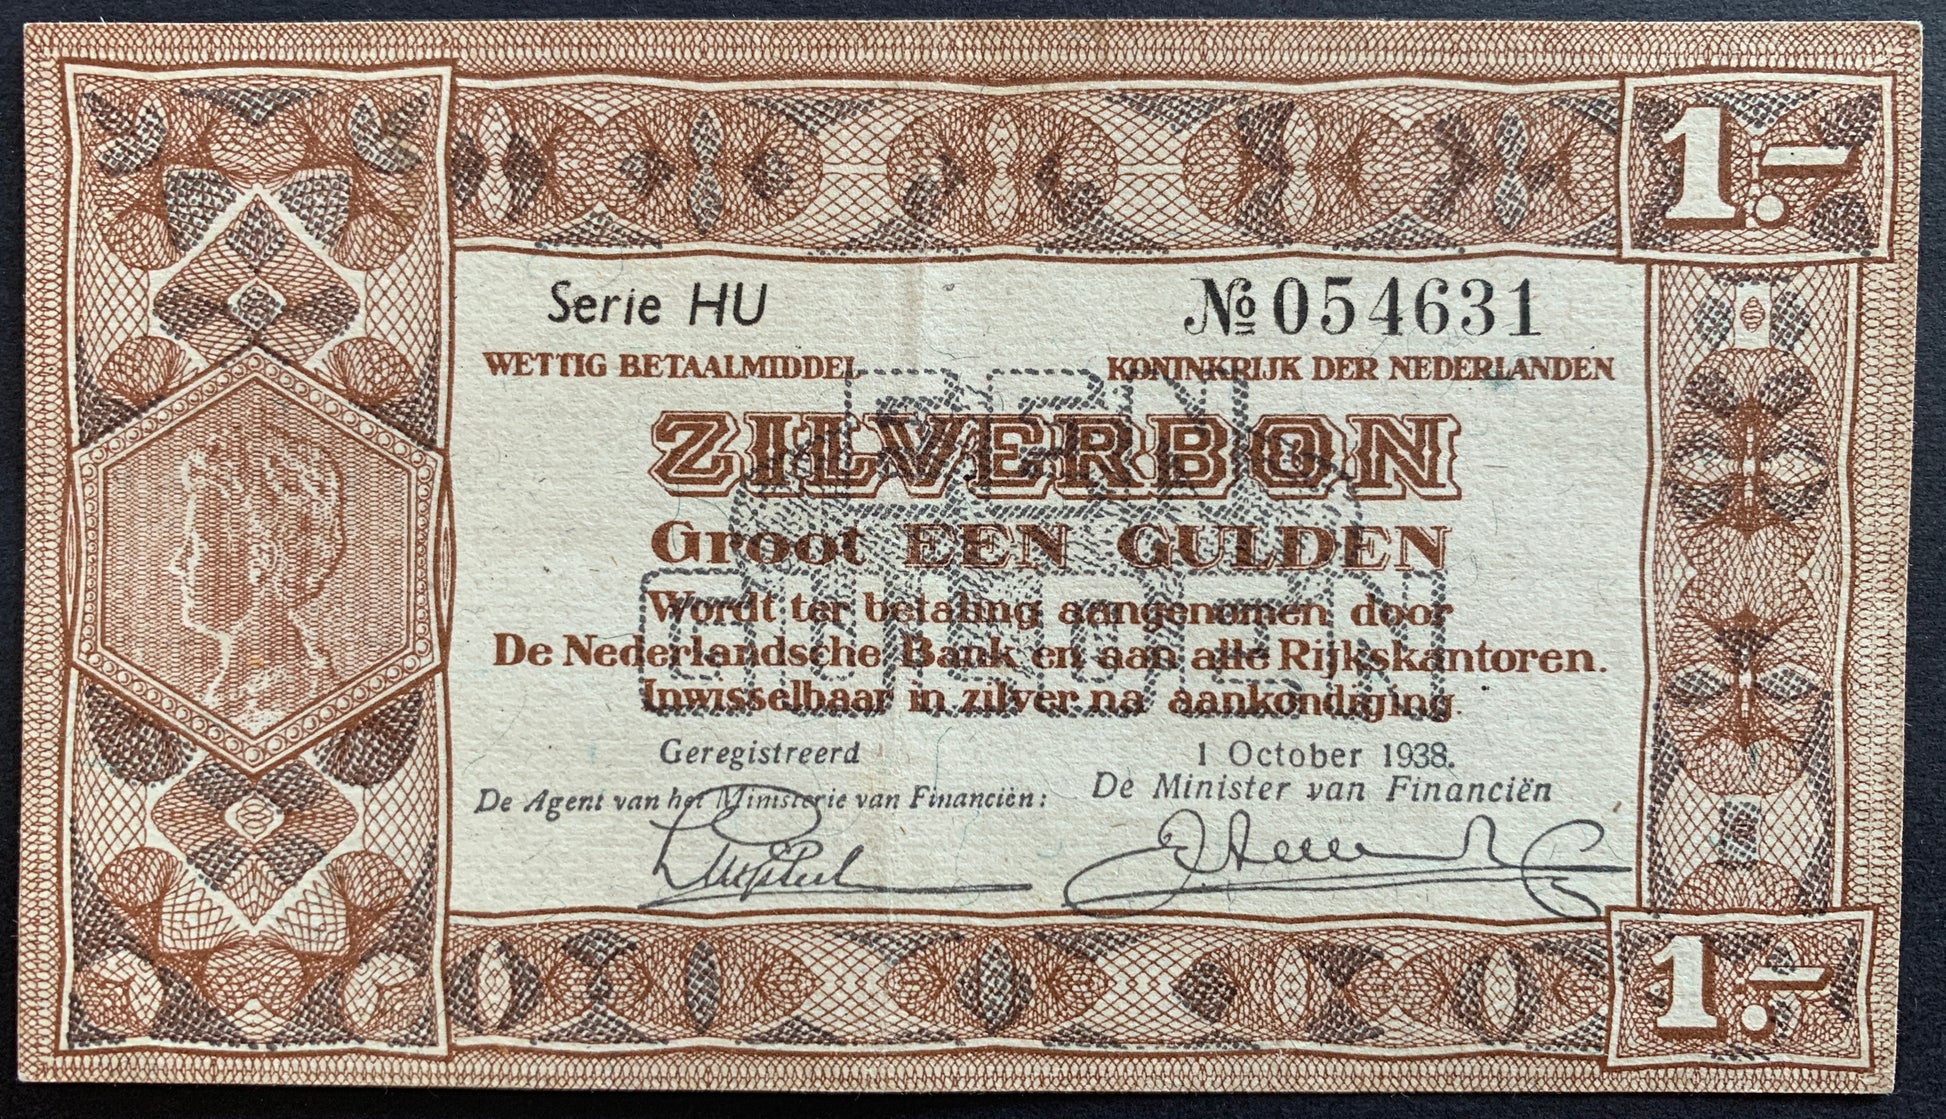 1.-
Serie HU № 054631
WETTIG BETAALMIDDEL KONINKRIJK DER NEDERLANDEN
ZILVERBON
Groot EEN GULDEN
Wordt ter betaling aangenomen door
De Nederlandsche Bank en aan alle Rijkskantoren.
Inwisselbaar in zilver na aankondiging.
EEN
GULDEN
Geregistreerd 1 October 1938.
De Agent van het Ministerie van Financiën: De Minister van Financiën
1.-